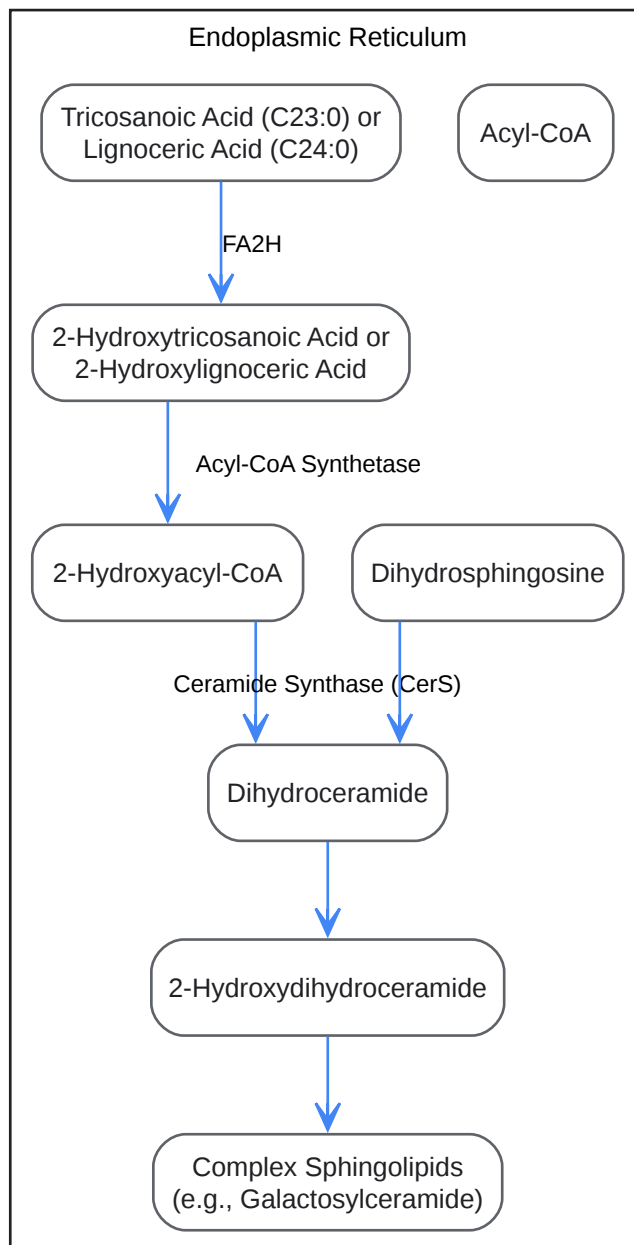 Endoplasmic Reticulum
Tricosanoic Acid (C23:0) or
Lignoceric Acid (C24:0)
Acyl-CoA
FA2H
2-Hydroxytricosanoic Acid or
2-Hydroxylignoceric Acid
Acyl-CoA Synthetase
2-Hydroxyacyl-CoA
Dihydrosphingosine
Ceramide Synthase (CerS)
Dihydroceramide
2-Hydroxydihydroceramide
Complex Sphingolipids
(e.g., Galactosylceramide)